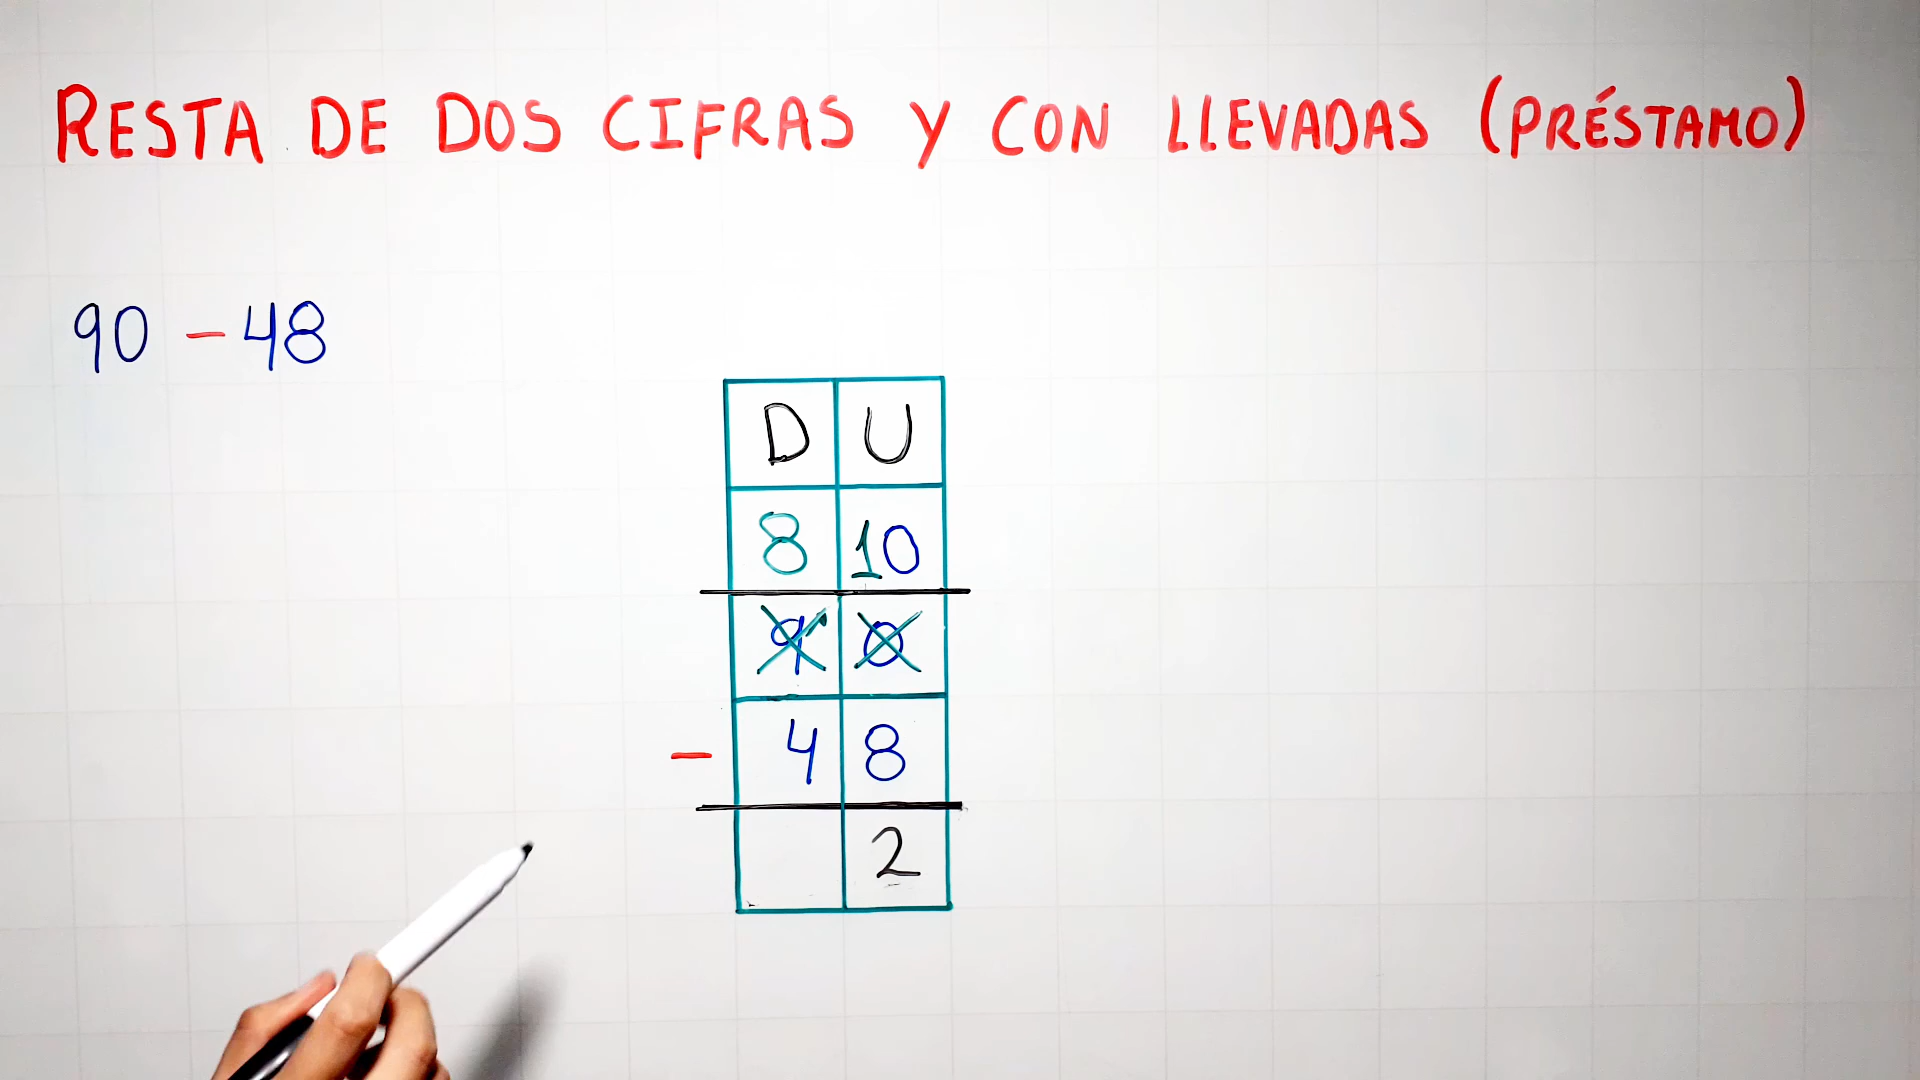 RESTA DE DOS CIFRAS Y CON LLEVADAS (PRÉSTAMO)
90 - 48
D U
8 10
9 0
- 4 8
2